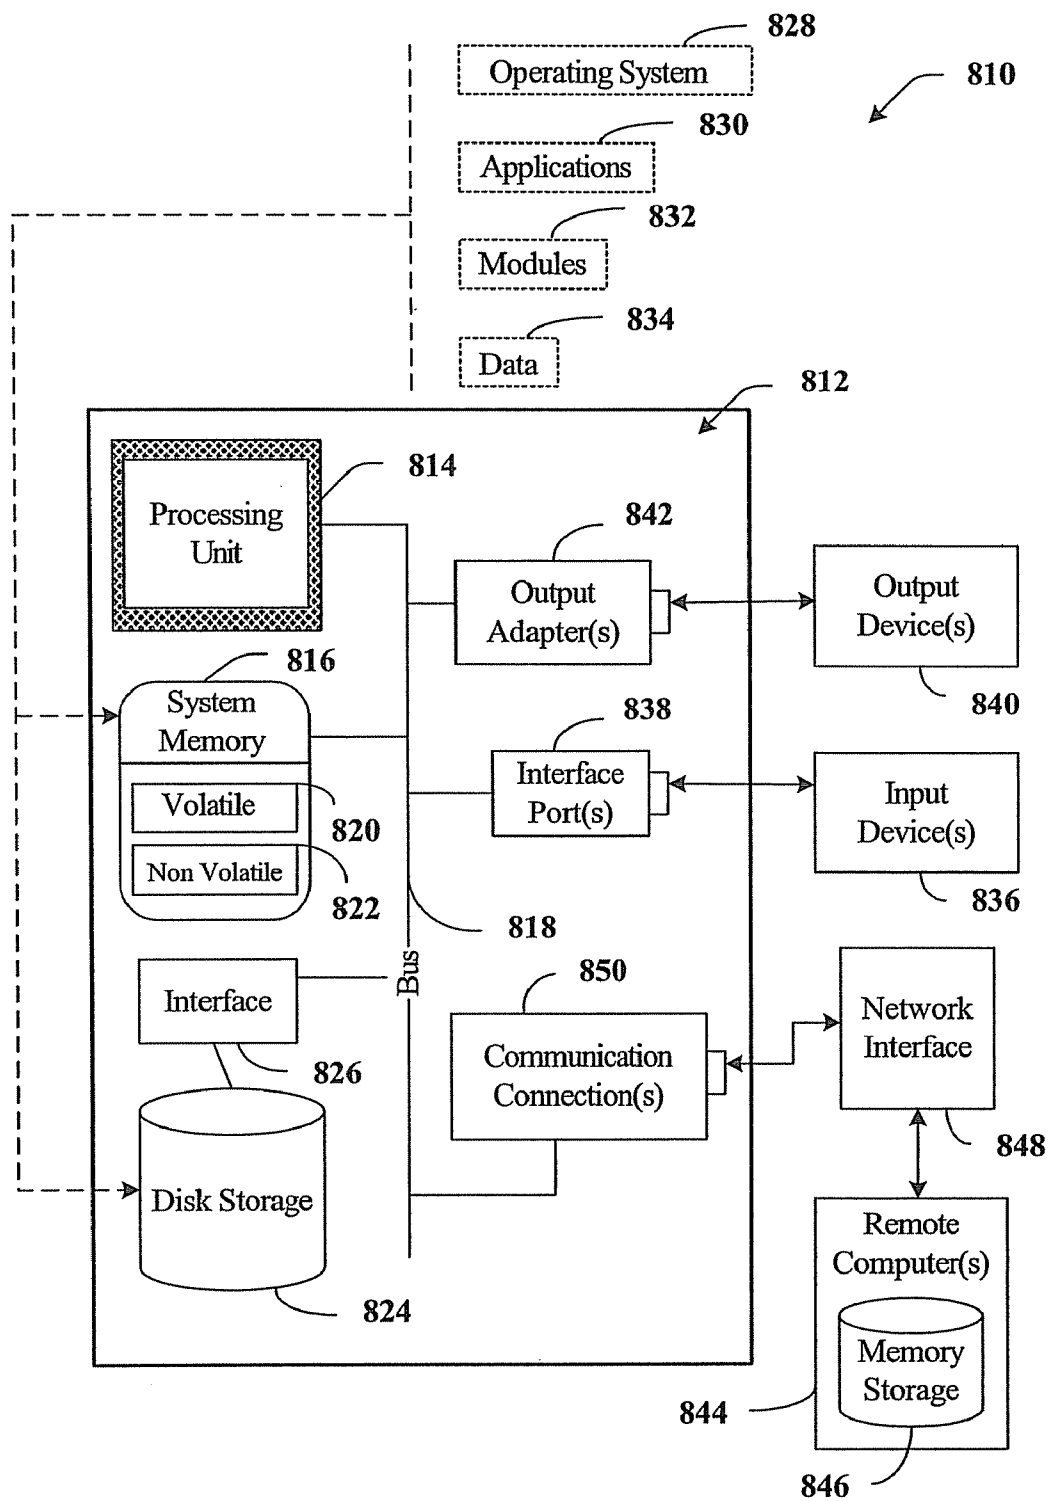 828
Operating System
810
830
Applications
832
Modules
834
Data
812
814
Processing
Unit
842
Output
Adapter(s)
Output
Device(s)
840
816
System
Memory
838
Interface
Port(s)
Input
Device(s)
836
Volatile
820
Non Volatile
822
818
Bus
850
Interface
826
Communication
Connection(s)
Network
Interface
848
Disk Storage
824
Remote
Computer(s)
Memory
Storage
844
846